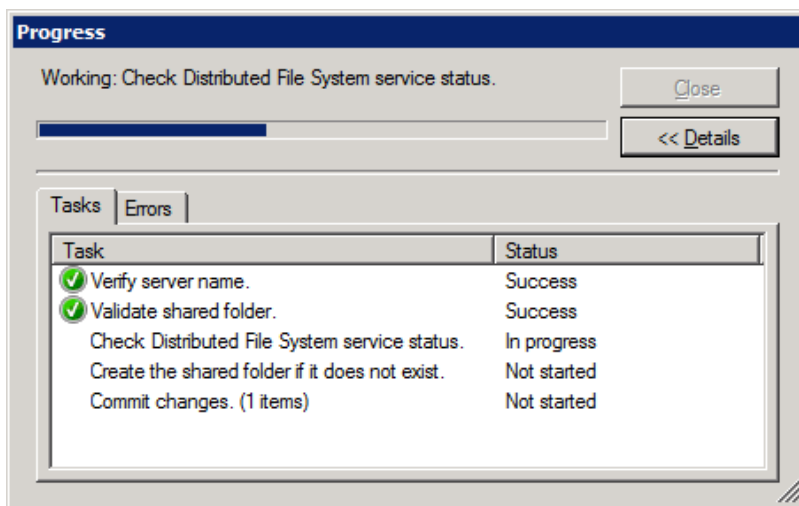 Progress
Working: Check Distributed File System service status.
Close
<< Details
Tasks Errors
Task Status
Verify server name. Success
Validate shared folder. Success
Check Distributed File System service status. In progress
Create the shared folder if it does not exist. Not started
Commit changes. (1 items) Not started